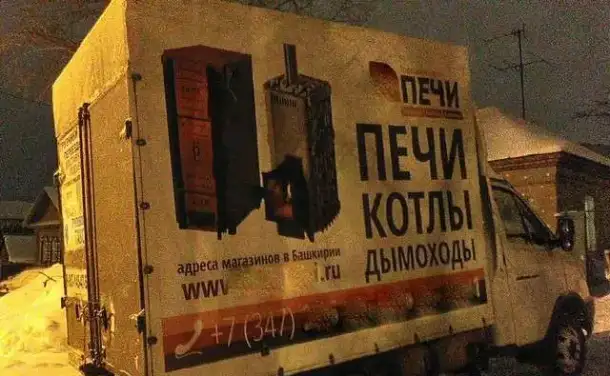 ПЕЧИ
ПЕЧИ
КОТЛЫ
ДЫМОХОДЫ
адреса магазинов в Башкирии
www .ru
+7 (347)